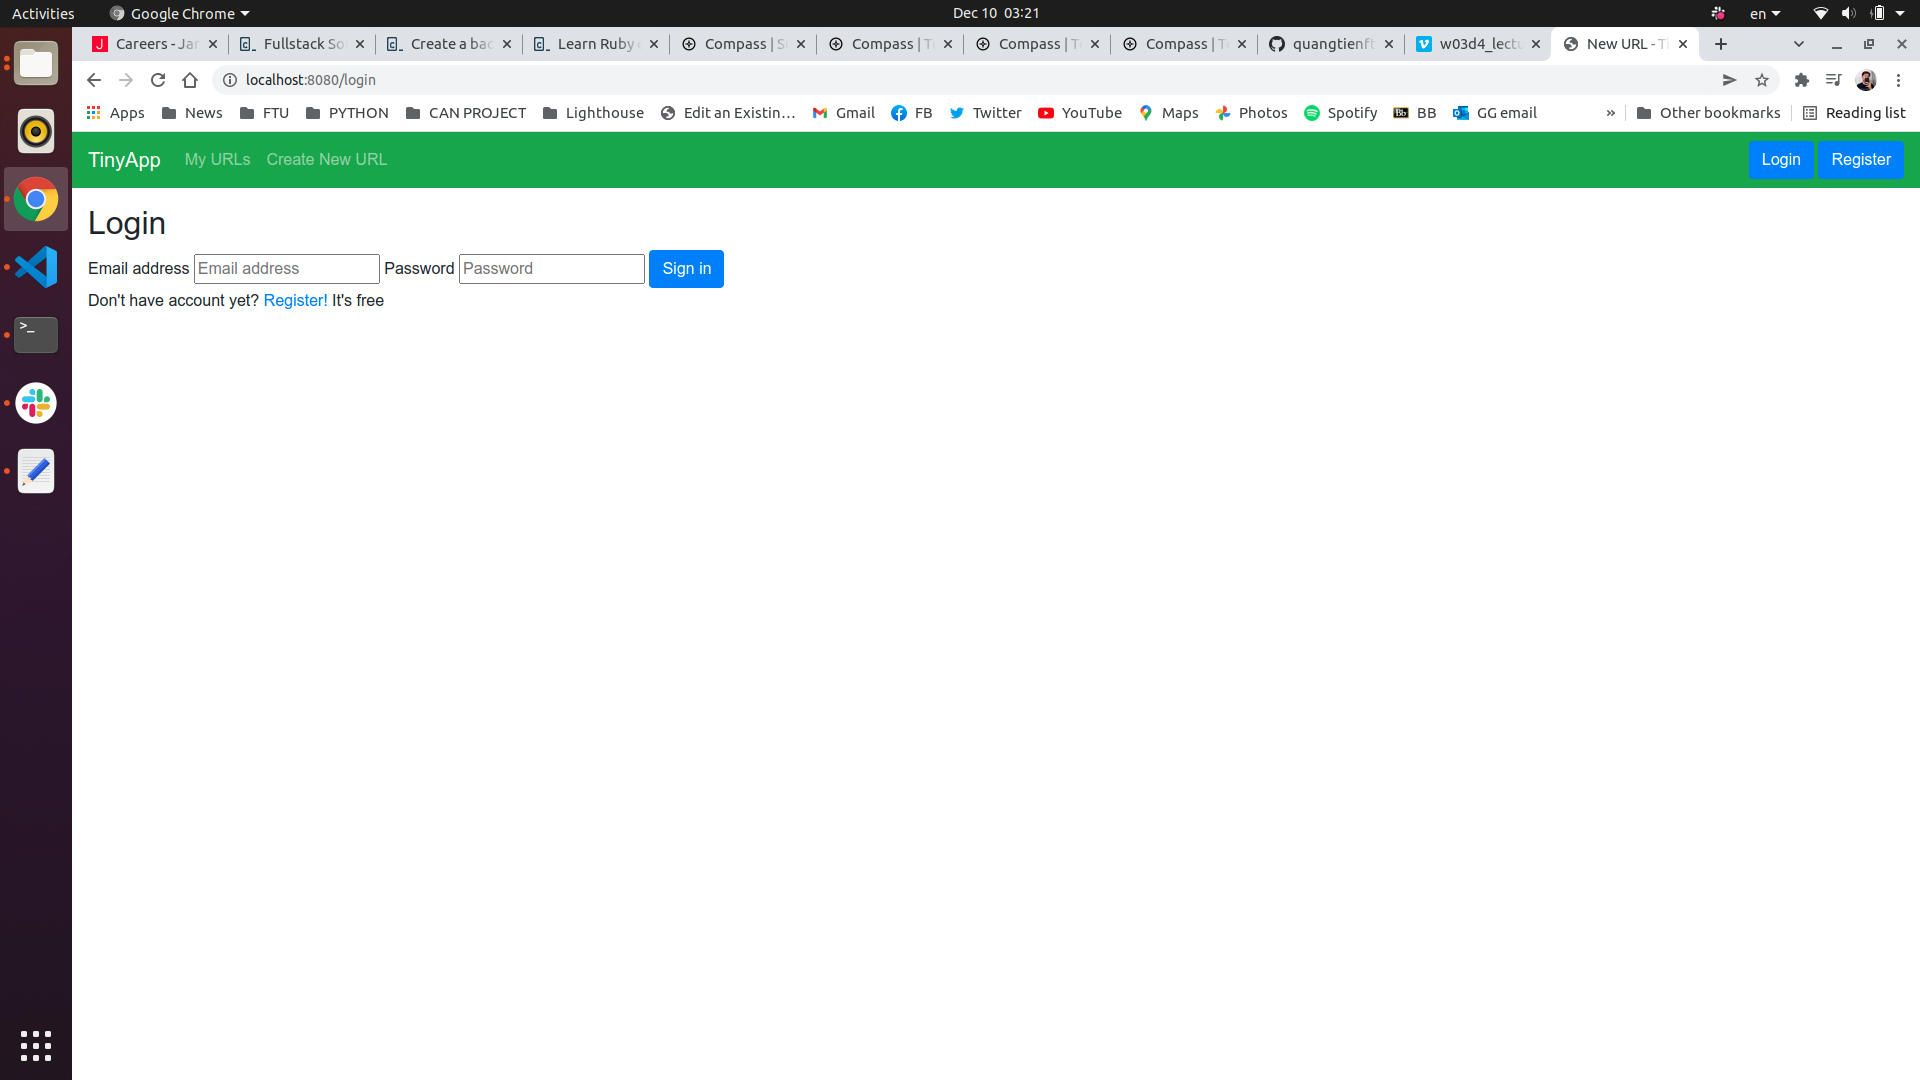 Activities Google Chrome Dec 10 03:21 en
Careers - Jar Fullstack So Create a bac Learn Ruby Compass | S Compass | T Compass | T Compass | T quangtienft w03d4_lectu New URL - Ti
localhost:8080/login
Apps News FTU PYTHON CAN PROJECT Lighthouse Edit an Existin… Gmail FB Twitter YouTube Maps Photos Spotify BB GG email » Other bookmarks Reading list
TinyApp My URLs Create New URL Login Register
Login
Email address Email address Password Password Sign in
Don't have account yet? Register! It's free